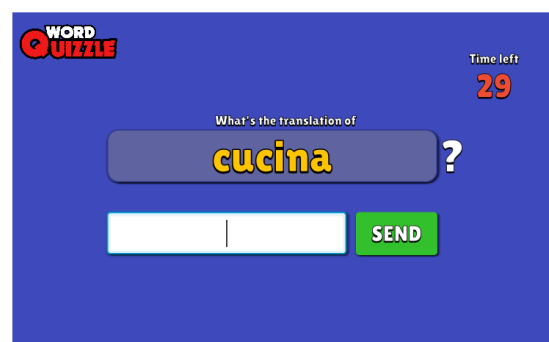 WORD
QUIZZLE
Time left
29
What's the translation of
cucina
?
SEND